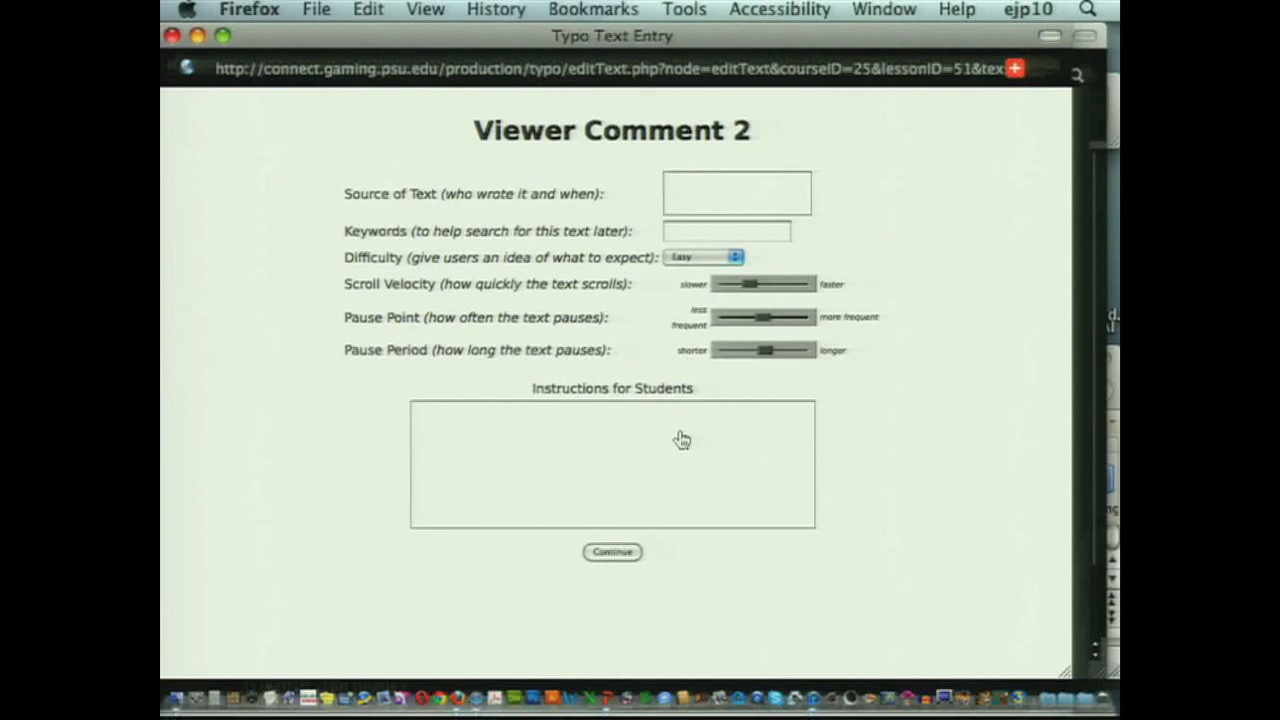 Firefox File Edit View History Bookmarks Tools Accessibility Window Help ejp10
Typo Text Entry
http://connect.gaming.psu.edu/production/typo/editText.php?node=editText&courseID=25&lessonID=51&tex
Viewer Comment 2
Source of Text (who wrote it and when):
Keywords (to help search for this text later):
Difficulty (give users an idea of what to expect): Easy
Scroll Velocity (how quickly the text scrolls): slower faster
Pause Point (how often the text pauses): less frequent more frequent
Pause Period (how long the text pauses): shorter longer
Instructions for Students
Continue